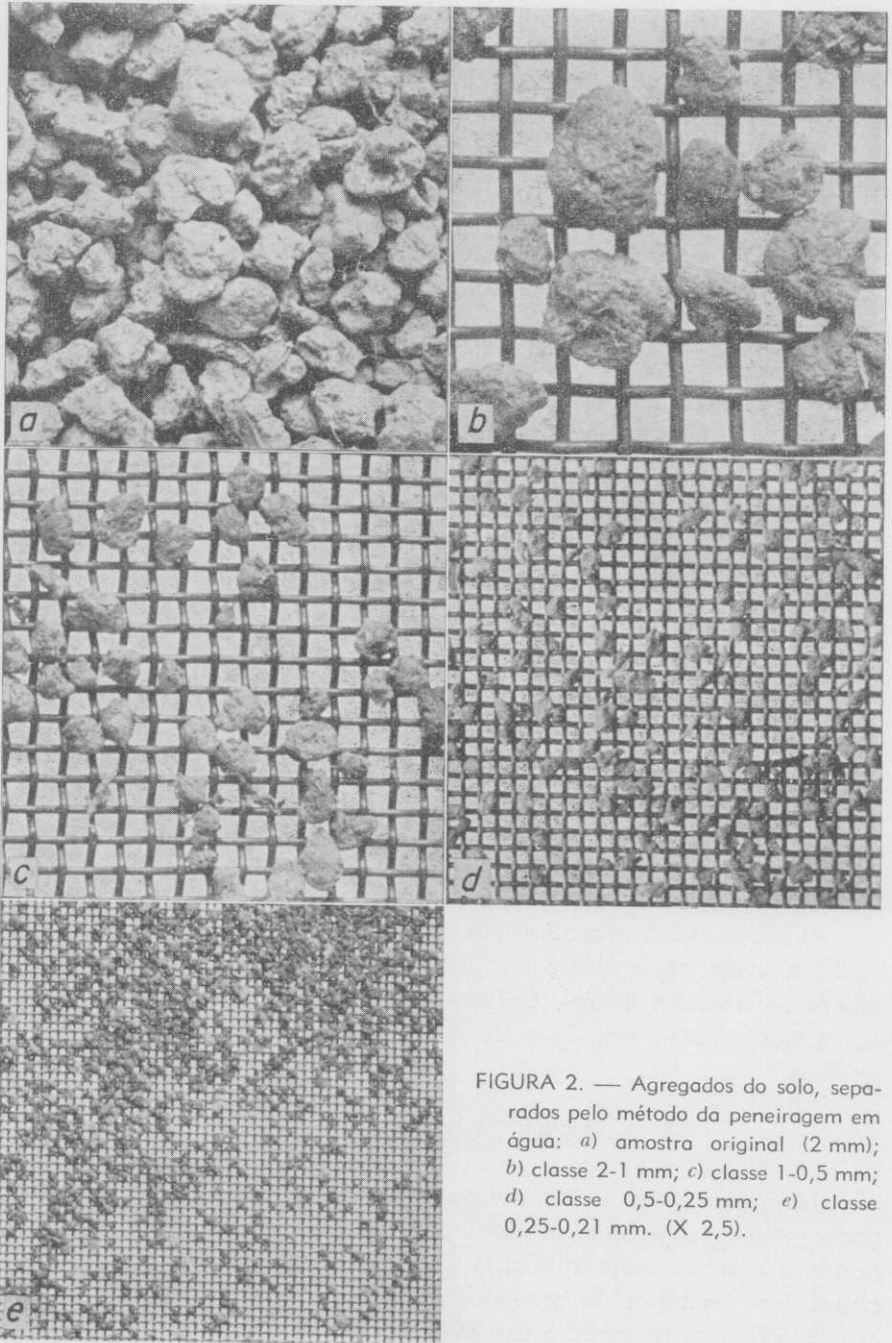 a
b
c
d
e
FIGURA 2. — Agregados do solo, sepa-
rados pelo método da peneiragem em
água: a) amostra original (2 mm);
b) classe 2-1 mm; c) classe 1-0,5 mm;
d) classe 0,5-0,25 mm; e) classe
0,25-0,21 mm. (X 2,5).